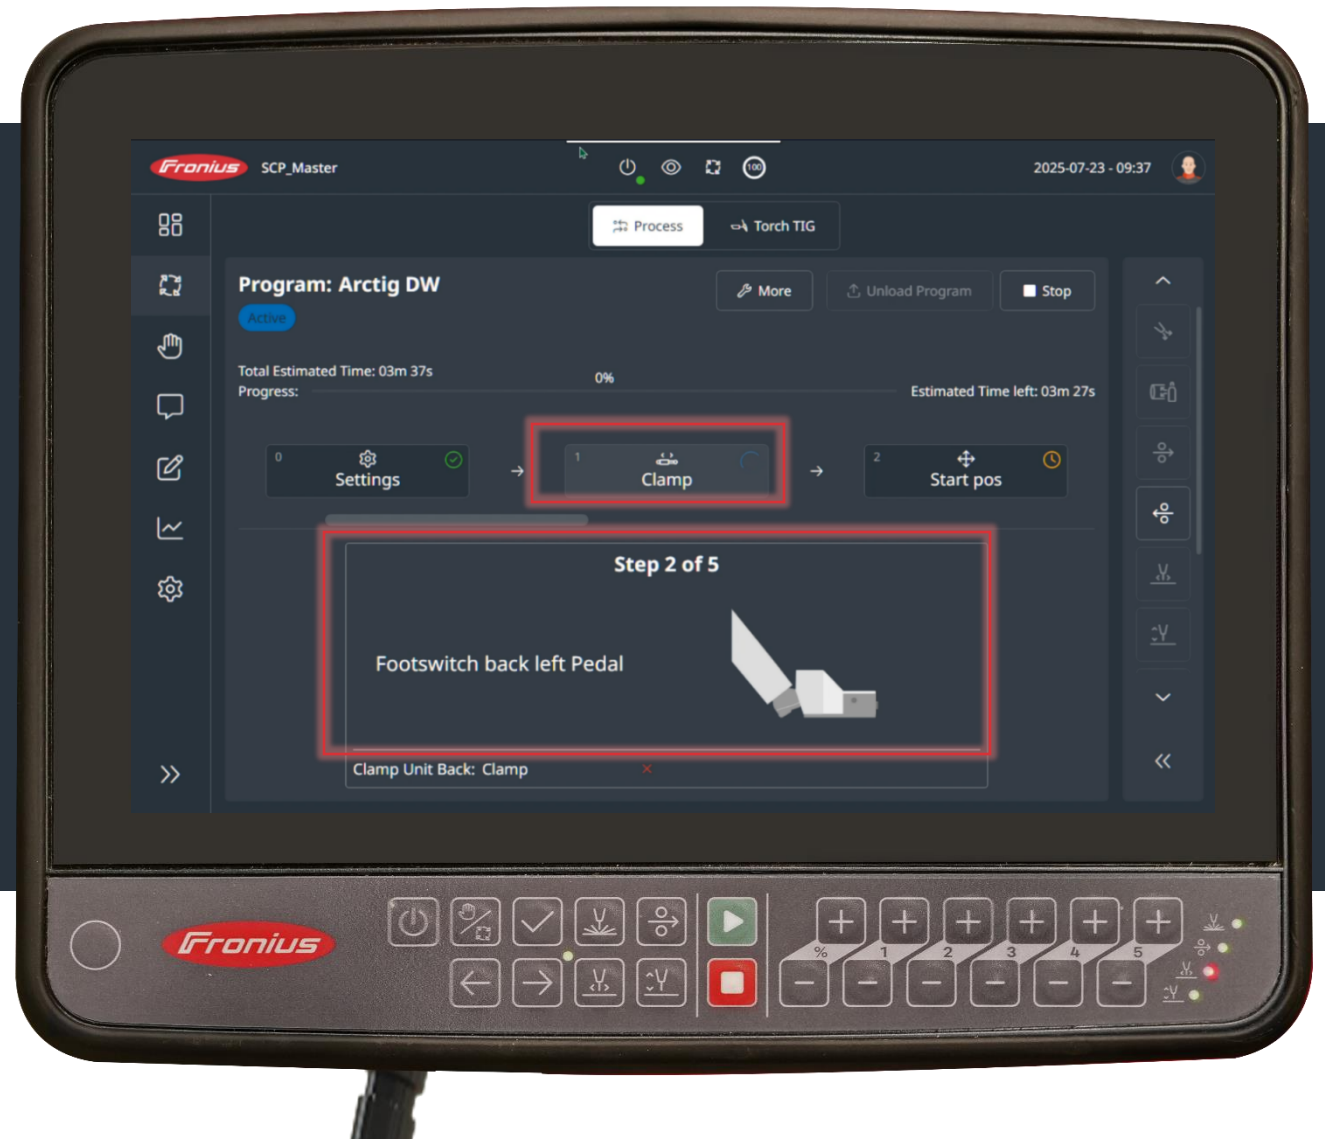 Fronius SCP_Master 100 2025-07-23 - 09:37
Process Torch TIG
Program: Arctig DW More Unload Program Stop
Active
Total Estimated Time: 03m 37s
0%
Progress: Estimated Time left: 03m 27s
0 Settings
1 Clamp
2 Start pos
Step 2 of 5
Footswitch back left Pedal
Clamp Unit Back: Clamp
Fronius
% 1 2 3 4 5